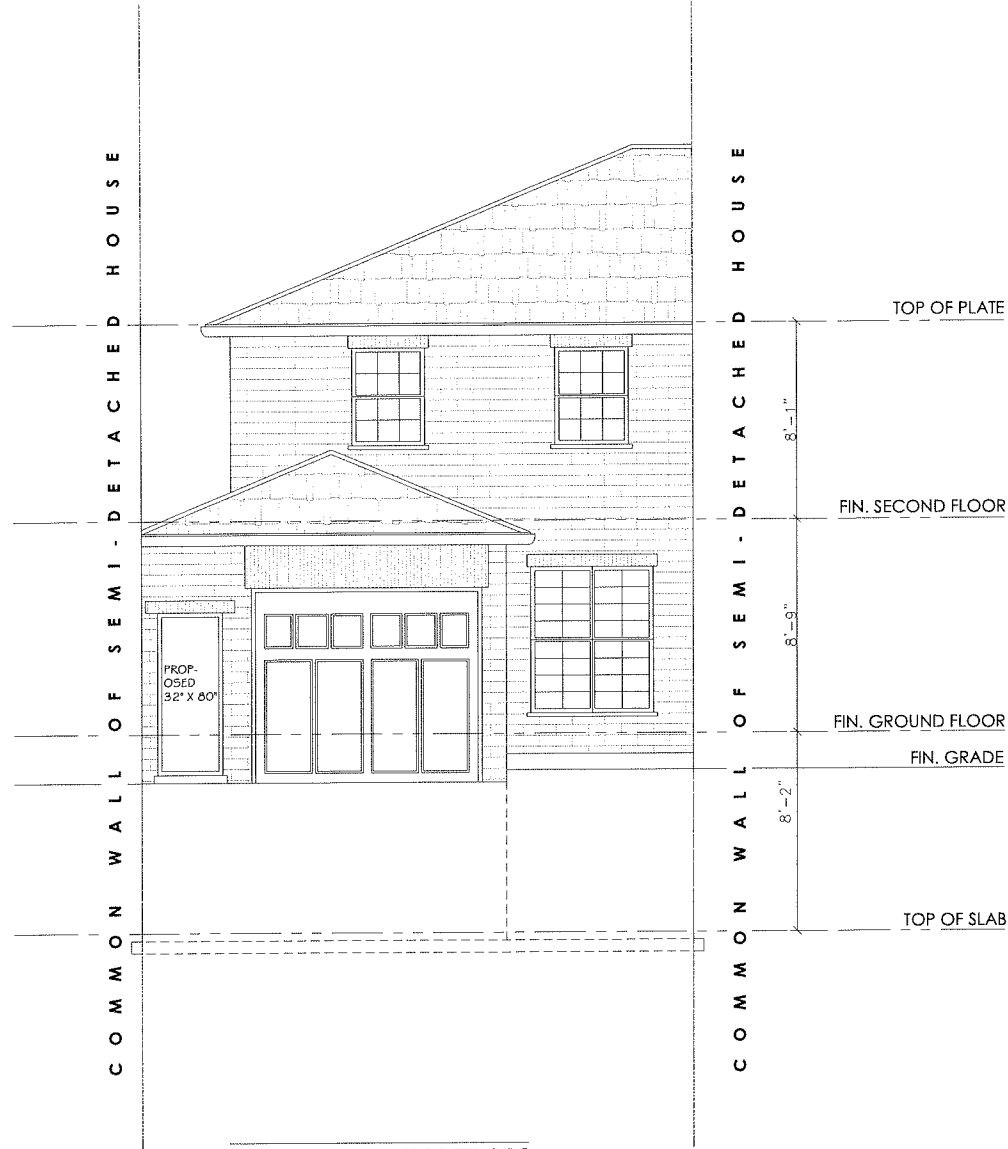 COMMON WALL OF SEMI-DETACHED HOUSE
COMMON WALL OF SEMI-DETACHED HOUSE
TOP OF PLATE
8'-1"
FIN. SECOND FLOOR
8'-9"
PROP-
OSED
32" X 80"
FIN. GROUND FLOOR
FIN. GRADE
8'-2"
TOP OF SLAB